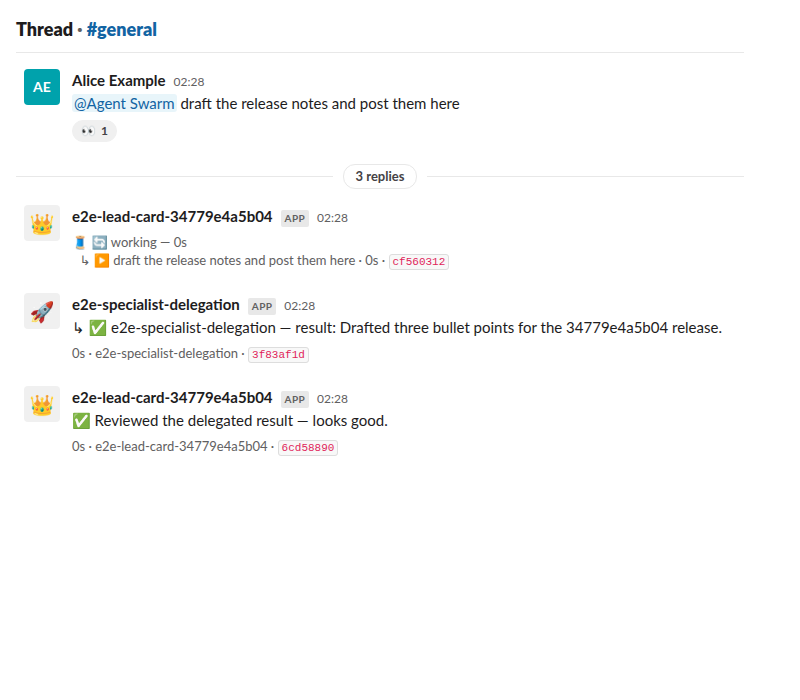 Thread • #general
AE
Alice Example 02:28
@Agent Swarm draft the release notes and post them here
👀 1
3 replies
e2e-lead-card-34779e4a5b04 APP 02:28
🧵 🔄 working — 0s
↳ ▶️ draft the release notes and post them here · 0s · cf560312
e2e-specialist-delegation APP 02:28
↳ ✅ e2e-specialist-delegation — result: Drafted three bullet points for the 34779e4a5b04 release.
0s · e2e-specialist-delegation · 3f83af1d
e2e-lead-card-34779e4a5b04 APP 02:28
✅ Reviewed the delegated result — looks good.
0s · e2e-lead-card-34779e4a5b04 · 6cd58890